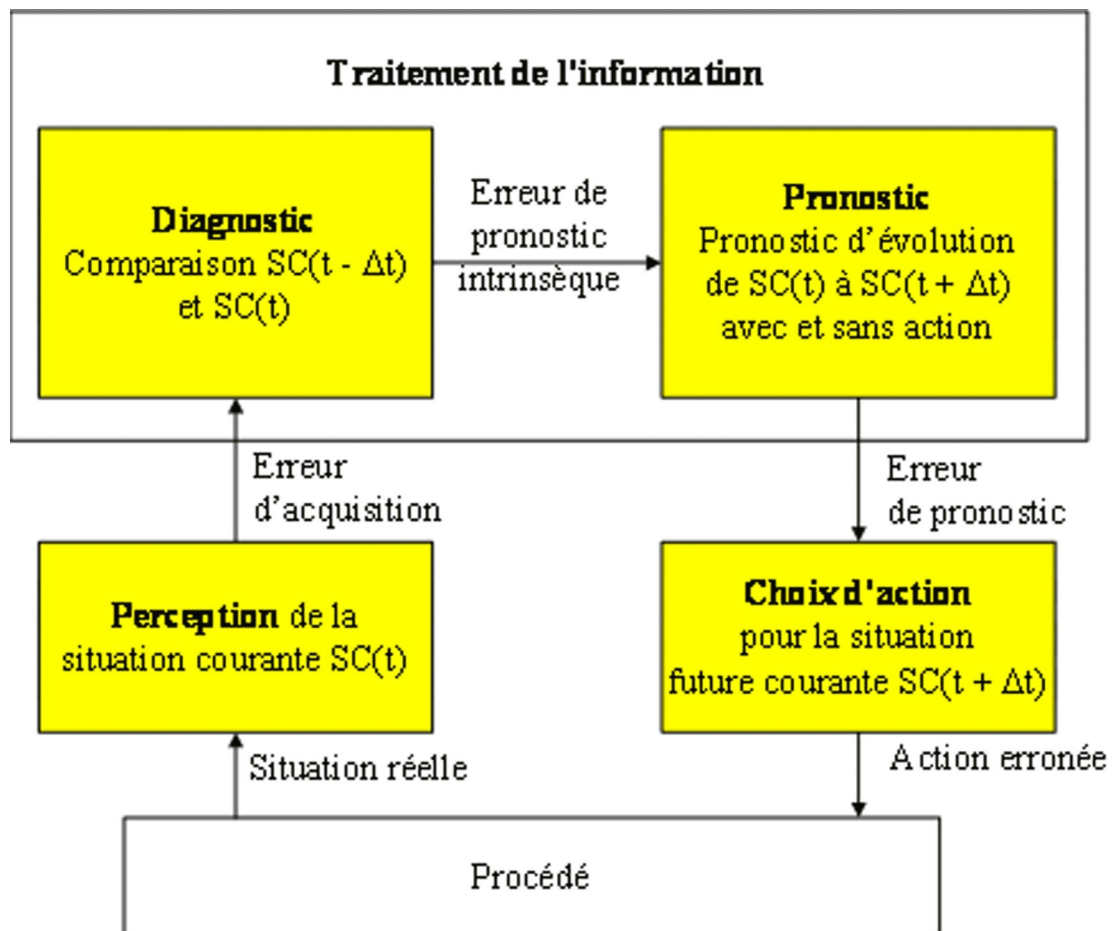 Traitement de l'information
Diagnostic
Comparaison SC(t - Δt)
et SC(t)
Erreur de
pronostic
intrinsèque
Pronostic
Pronostic d'évolution
de SC(t) à SC(t + Δt)
avec et sans action
Erreur
d'acquisition
Erreur
de pronostic
Perception de la
situation courante SC(t)
Choix d'action
pour la situation
future courante SC(t + Δt)
Situation réelle
Action erronée
Procédé